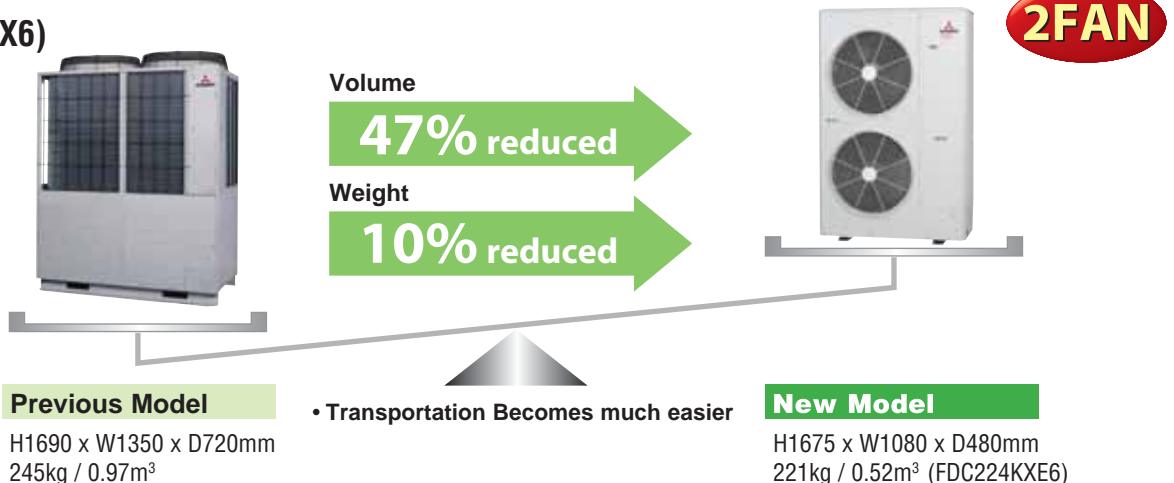 X6)
2FAN
Volume
47% reduced
Weight
10% reduced
Previous Model
H1690 x W1350 x D720mm
245kg / 0.97m³
• Transportation Becomes much easier
New Model
H1675 x W1080 x D480mm
221kg / 0.52m³ (FDC224KXE6)